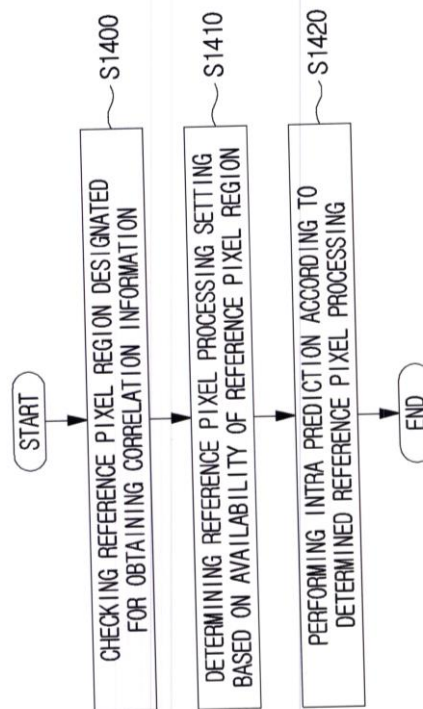 START
CHECKING REFERENCE PIXEL REGION DESIGNATED
FOR OBTAINING CORRELATION INFORMATION
S1400
DETERMINING REFERENCE PIXEL PROCESSING SETTING
BASED ON AVAILABILITY OF REFERENCE PIXEL REGION
S1410
PERFORMING INTRA PREDICTION ACCORDING TO
DETERMINED REFERENCE PIXEL PROCESSING
S1420
END